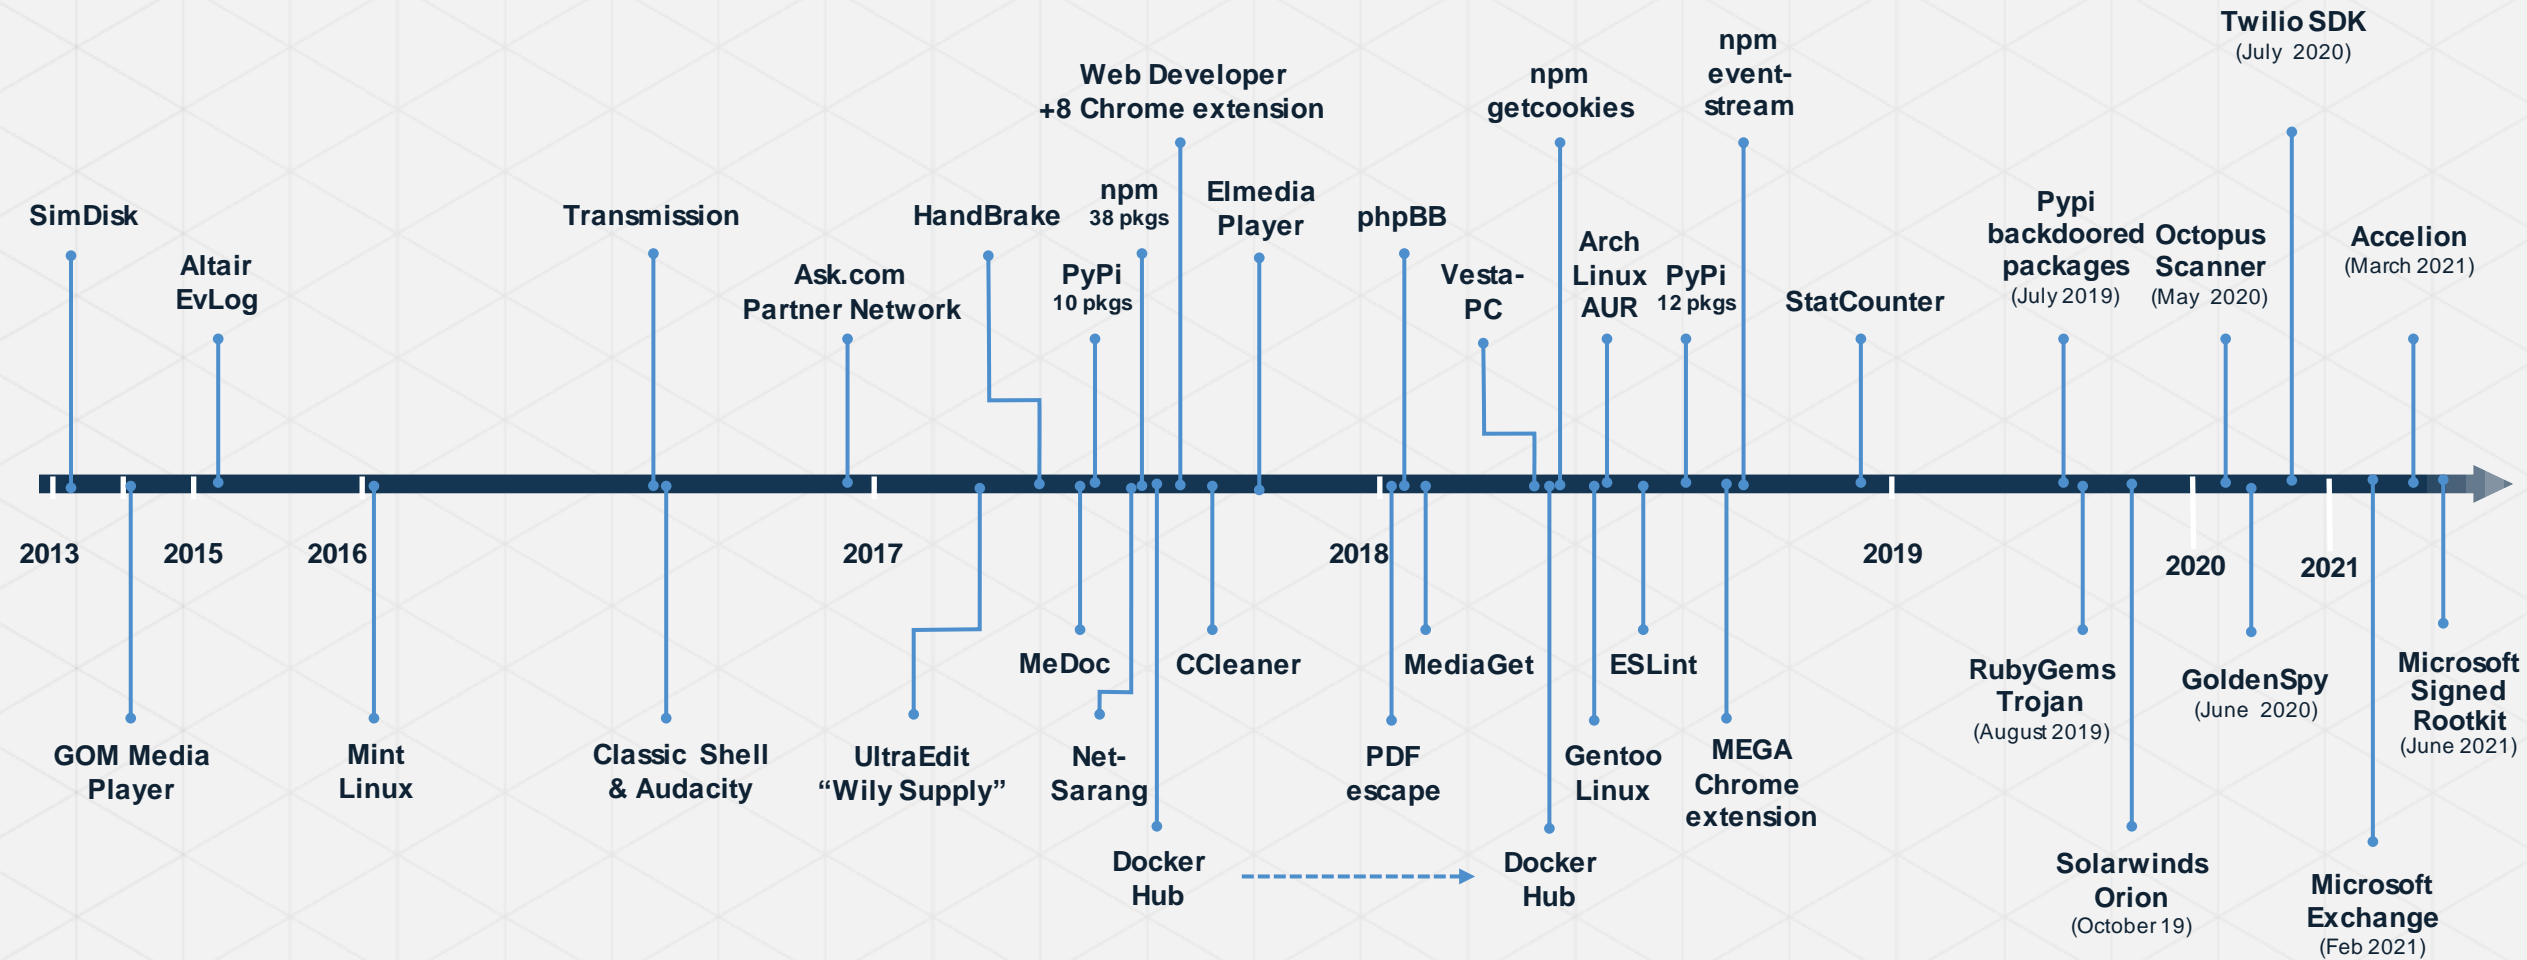 Twilio SDK
(July 2020)
npm
event-
stream
Web Developer
+8 Chrome extension
npm
getcookies
SimDisk
Altair
EvLog
Transmission
Ask.com
Partner Network
HandBrake
PyPi
10 pkgs
npm
38 pkgs
Elmedia
Player
phpBB
Vesta-
PC
Arch
Linux
AUR
PyPi
12 pkgs
StatCounter
Pypi
backdoored
packages
(July 2019)
Octopus
Scanner
(May 2020)
Accelion
(March 2021)
2013
2015
2016
2017
2018
2019
2020
2021
GOM Media
Player
Mint
Linux
Classic Shell
& Audacity
UltraEdit
“Wily Supply”
MeDoc
Net-
Sarang
CCleaner
Docker
Hub
PDF
escape
MediaGet
Docker
Hub
Gentoo
Linux
ESLint
MEGA
Chrome
extension
RubyGems
Trojan
(August 2019)
Solarwinds
Orion
(October 19)
GoldenSpy
(June 2020)
Microsoft
Exchange
(Feb 2021)
Microsoft
Signed
Rootkit
(June 2021)